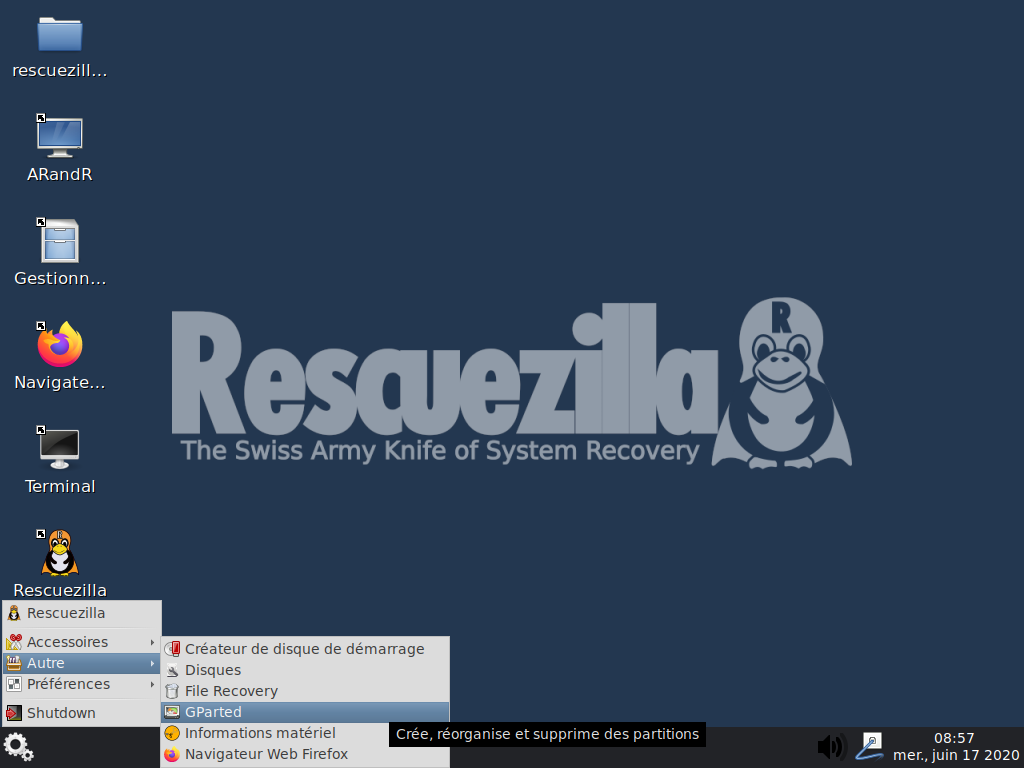 rescuezill...
ARandR
Gestionn...
Navigate...
Terminal
Rescuezilla
Rescuezilla
The Swiss Army Knife of System Recovery
R
Rescuezilla
Accessoires
Autre
Préférences
Shutdown
Créateur de disque de démarrage
Disques
File Recovery
GParted
Informations matériel
Navigateur Web Firefox
Crée, réorganise et supprime des partitions
08:57
mer., juin 17 2020